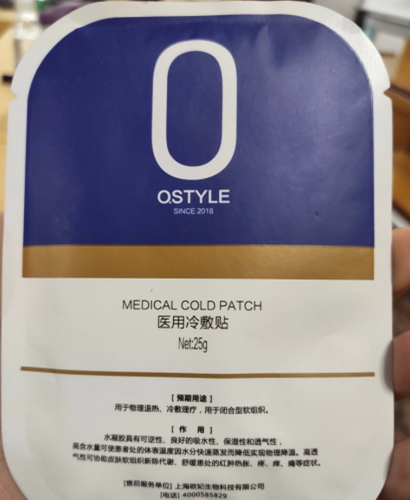 O
OSTYLE
SINCE 2018
MEDICAL COLD PATCH
医用冷敷贴
Net:25g
[ 预期用途 ]
用于物理退热、冷敷理疗，用于闭合型软组织。
[ 作 用 ]
水凝胶具有可逆性、良好的吸水性、保湿性和透气性，
高含水量可使患者处的体表温度因水分快速蒸发而降低实现物理降温。高透
气性可协助皮肤软组织新陈代谢、舒缓患处的红肿热胀、疼、痒、痛等症状。
[售后服务单位] 上海欧妃生物科技有限公司
[电话] 4000585829